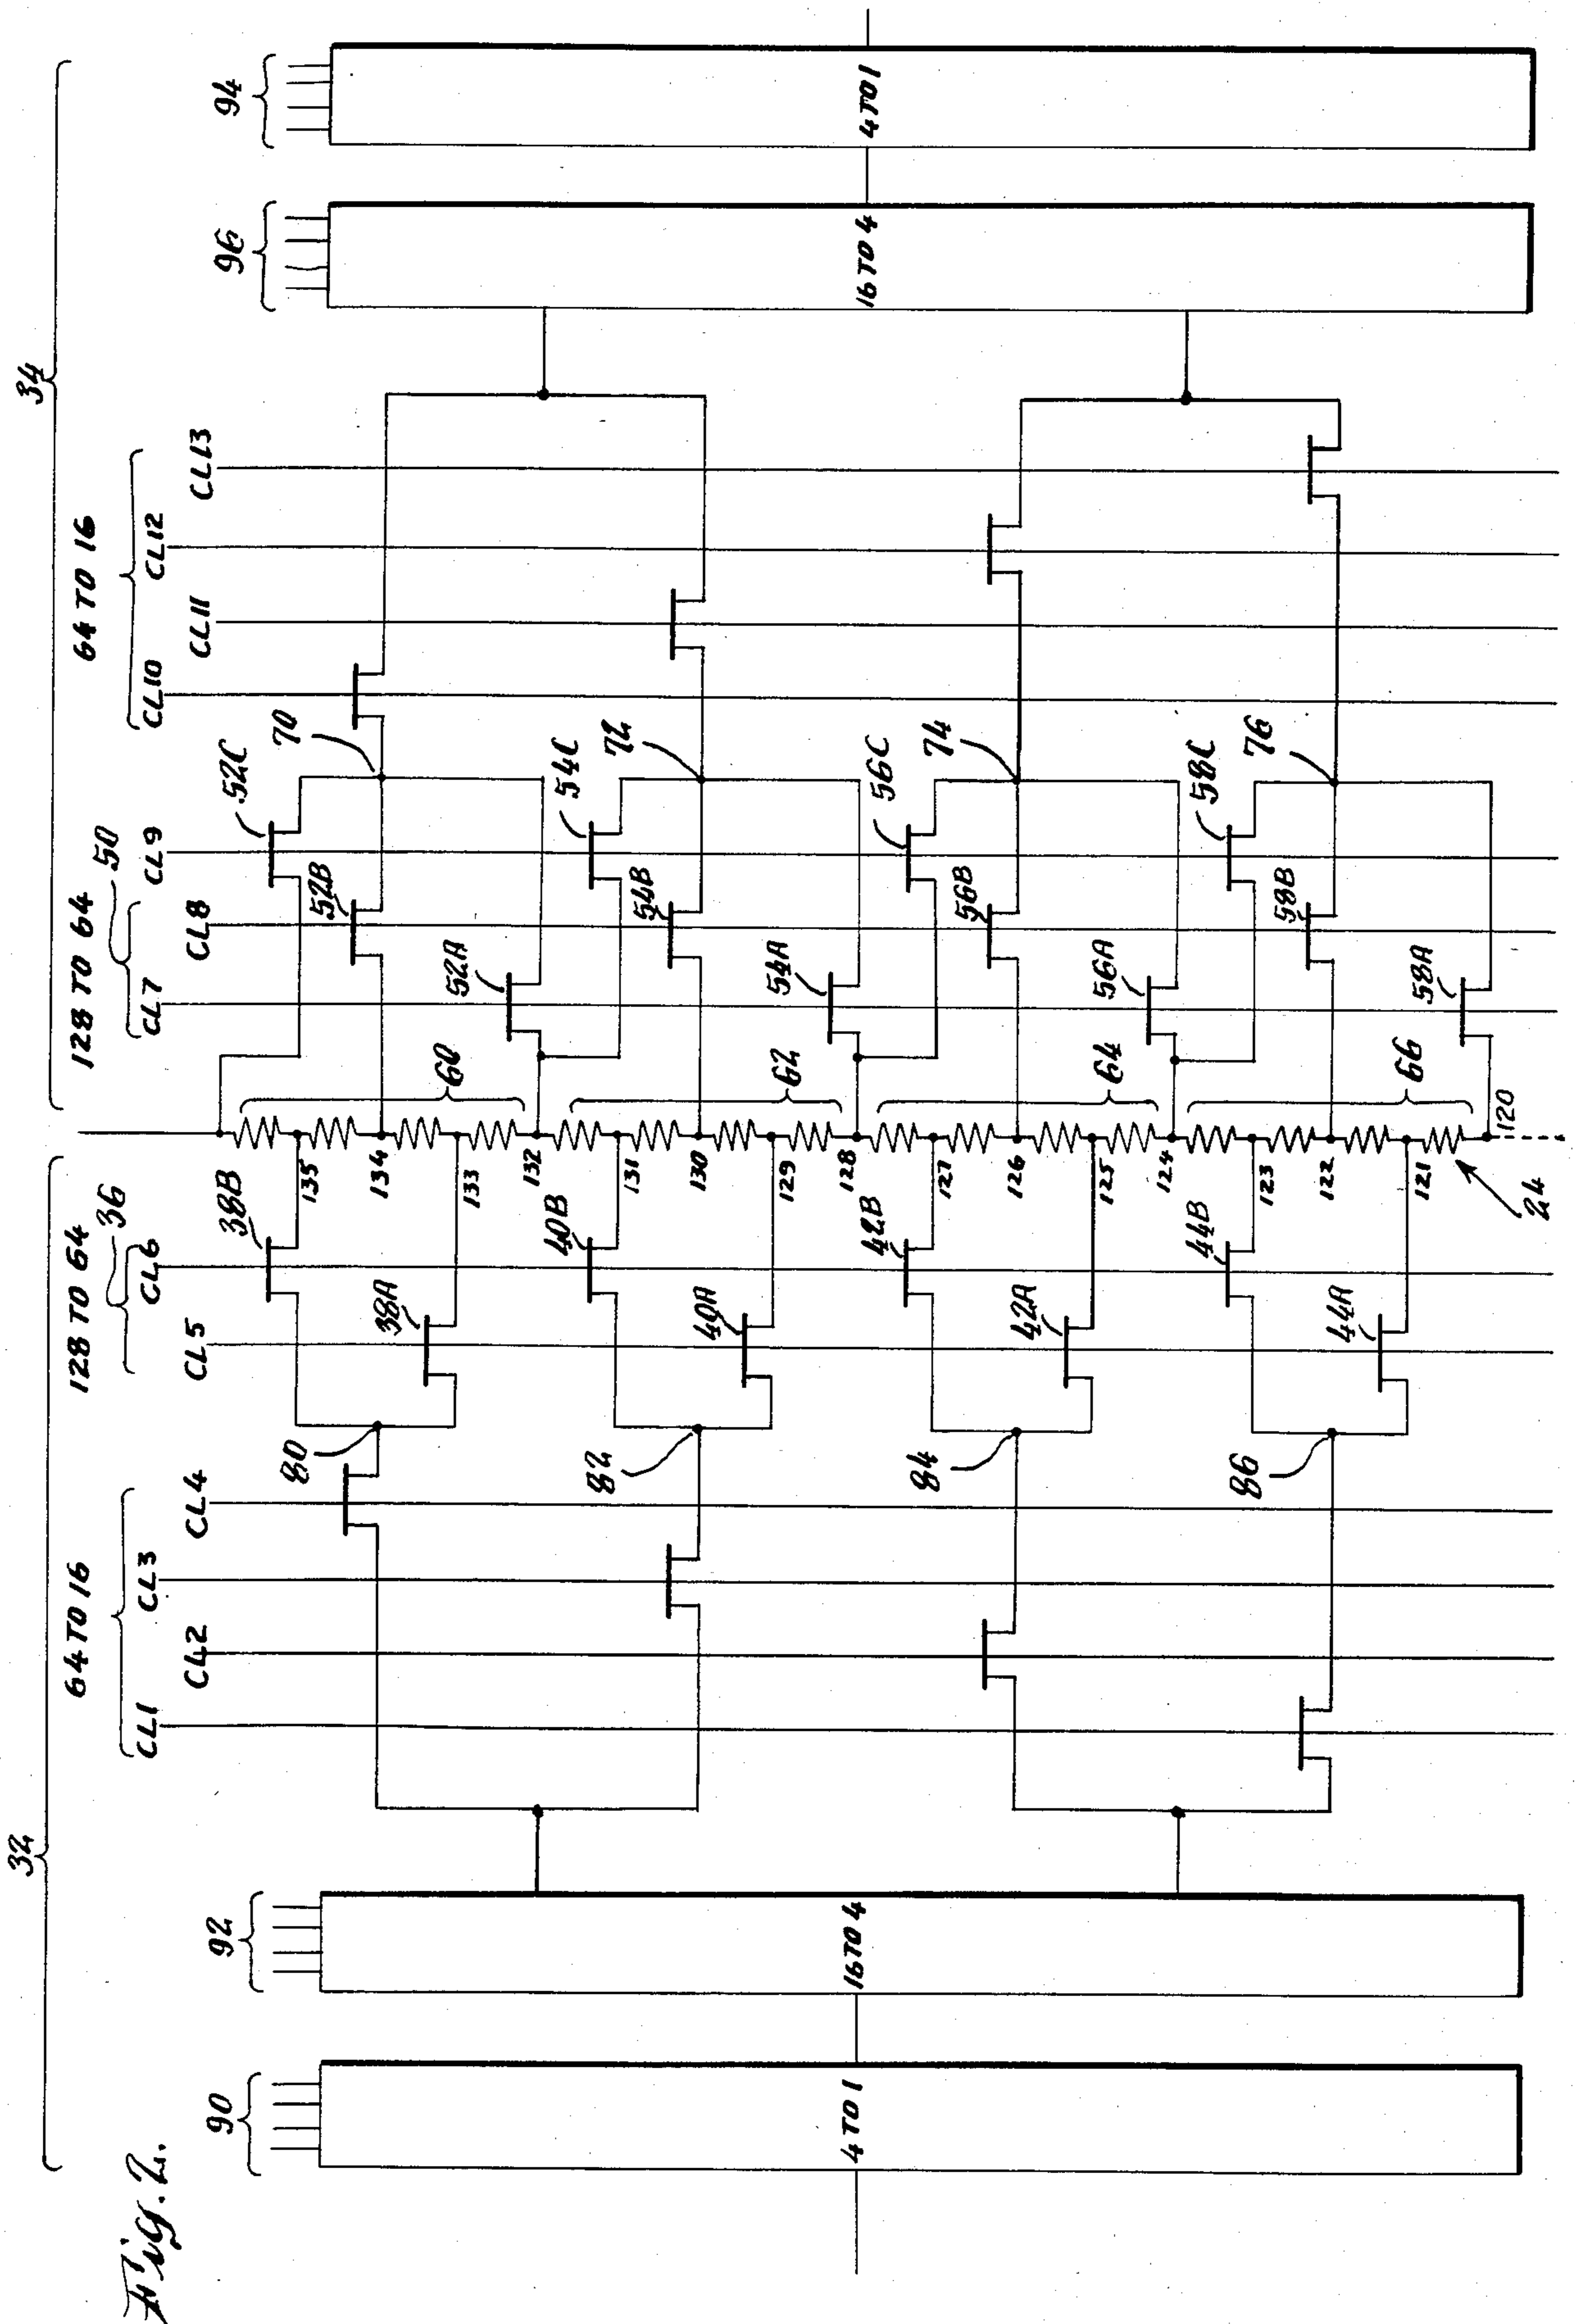 Fig. 2.
32
34
64 TO 16
128 TO 64
36
128 TO 64
50
64 TO 16
90
92
CL1
CL2
CL3
CL4
CL5
CL6
CL7
CL8
CL9
CL10
CL11
CL12
CL13
96
94
80
38A
38B
135
134
133
132
60
52A
52B
52C
70
82
40A
40B
131
130
129
128
62
54A
54B
54C
72
4 TO 1
16 TO 4
16 TO 4
4 TO 1
84
42A
42B
127
126
125
124
64
56A
56B
56C
74
86
44A
44B
123
122
121
120
24
66
58A
58B
58C
76